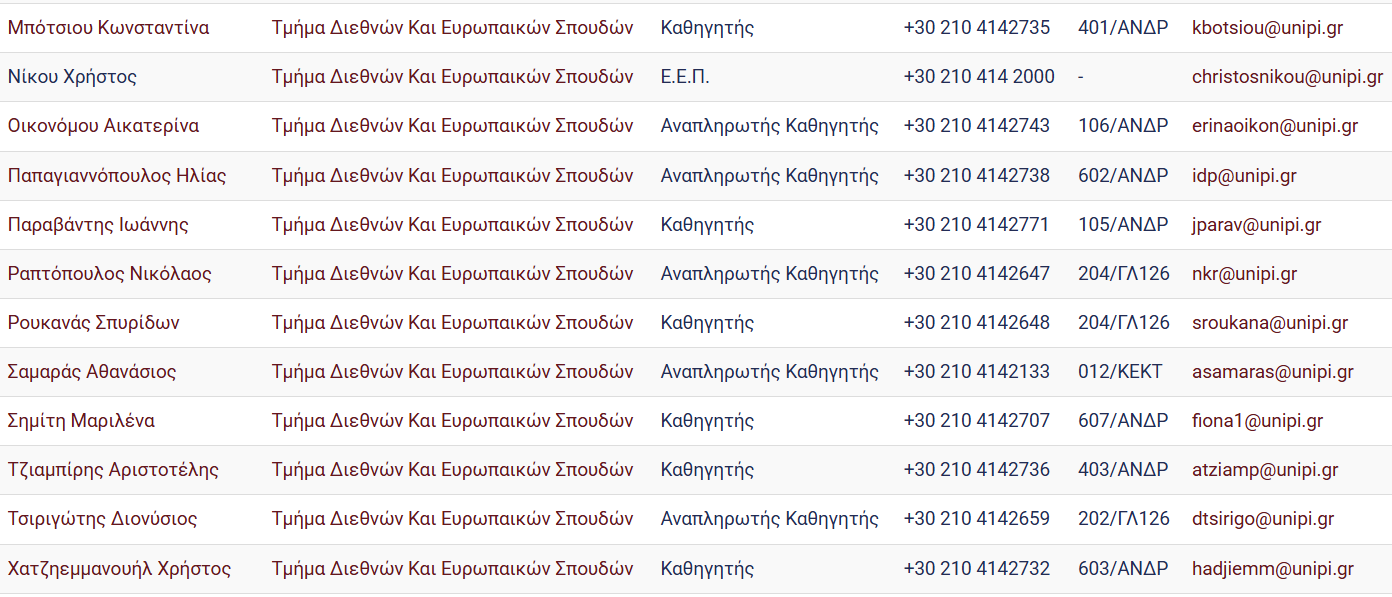 Μπότσιου Κωνσταντίνα Τμήμα Διεθνών Και Ευρωπαικών Σπουδών Καθηγητής +30 210 4142735 401/ΑΝΔΡ kbotsiou@unipi.gr
Νίκου Χρήστος Τμήμα Διεθνών Και Ευρωπαικών Σπουδών Ε.Ε.Π. +30 210 414 2000 - christosnikou@unipi.gr
Οικονόμου Αικατερίνα Τμήμα Διεθνών Και Ευρωπαικών Σπουδών Αναπληρωτής Καθηγητής +30 210 4142743 106/ΑΝΔΡ erinaoikon@unipi.gr
Παπαγιαννόπουλος Ηλίας Τμήμα Διεθνών Και Ευρωπαικών Σπουδών Αναπληρωτής Καθηγητής +30 210 4142738 602/ΑΝΔΡ idp@unipi.gr
Παραβάντης Ιωάννης Τμήμα Διεθνών Και Ευρωπαικών Σπουδών Καθηγητής +30 210 4142771 105/ΑΝΔΡ jparav@unipi.gr
Ραπτόπουλος Νικόλαος Τμήμα Διεθνών Και Ευρωπαικών Σπουδών Αναπληρωτής Καθηγητής +30 210 4142647 204/ΓΛ126 nkr@unipi.gr
Ρουκανάς Σπυρίδων Τμήμα Διεθνών Και Ευρωπαικών Σπουδών Καθηγητής +30 210 4142648 204/ΓΛ126 sroukana@unipi.gr
Σαμαράς Αθανάσιος Τμήμα Διεθνών Και Ευρωπαικών Σπουδών Αναπληρωτής Καθηγητής +30 210 4142133 012/ΚΕΚΤ asamaras@unipi.gr
Σημίτη Μαριλένα Τμήμα Διεθνών Και Ευρωπαικών Σπουδών Καθηγητής +30 210 4142707 607/ΑΝΔΡ fiona1@unipi.gr
Τζιαμπίρης Αριστοτέλης Τμήμα Διεθνών Και Ευρωπαικών Σπουδών Καθηγητής +30 210 4142736 403/ΑΝΔΡ atziamp@unipi.gr
Τσιριγώτης Διονύσιος Τμήμα Διεθνών Και Ευρωπαικών Σπουδών Αναπληρωτής Καθηγητής +30 210 4142659 202/ΓΛ126 dtsirigo@unipi.gr
Χατζηεμμανουήλ Χρήστος Τμήμα Διεθνών Και Ευρωπαικών Σπουδών Καθηγητής +30 210 4142732 603/ΑΝΔΡ hadjiemm@unipi.gr